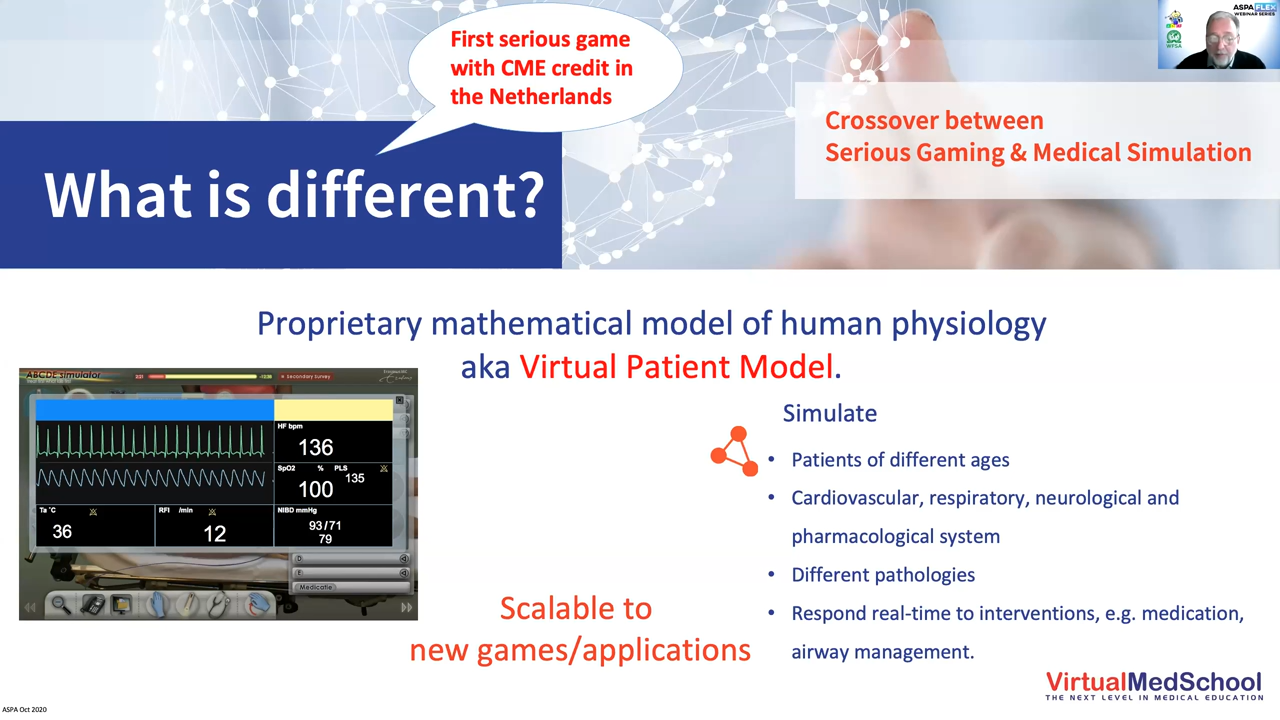 First serious game
with CME credit in
the Netherlands
ASPA FLEX
WEBINAR SERIES
WFSA
Crossover between
Serious Gaming & Medical Simulation
What is different?
Proprietary mathematical model of human physiology
aka Virtual Patient Model.
ABCDE simulator
Secondary Survey
HF bpm
136
SpO2 % PLS
100 135
Ta °C
36
RFI /min
12
NIBD mmHg
93/71
79
D
E
Medicatie
Simulate
• Patients of different ages
• Cardiovascular, respiratory, neurological and
pharmacological system
• Different pathologies
• Respond real-time to interventions, e.g. medication,
airway management.
Scalable to
new games/applications
VirtualMedSchool
THE NEXT LEVEL IN MEDICAL EDUCATION
ASPA Oct 2020